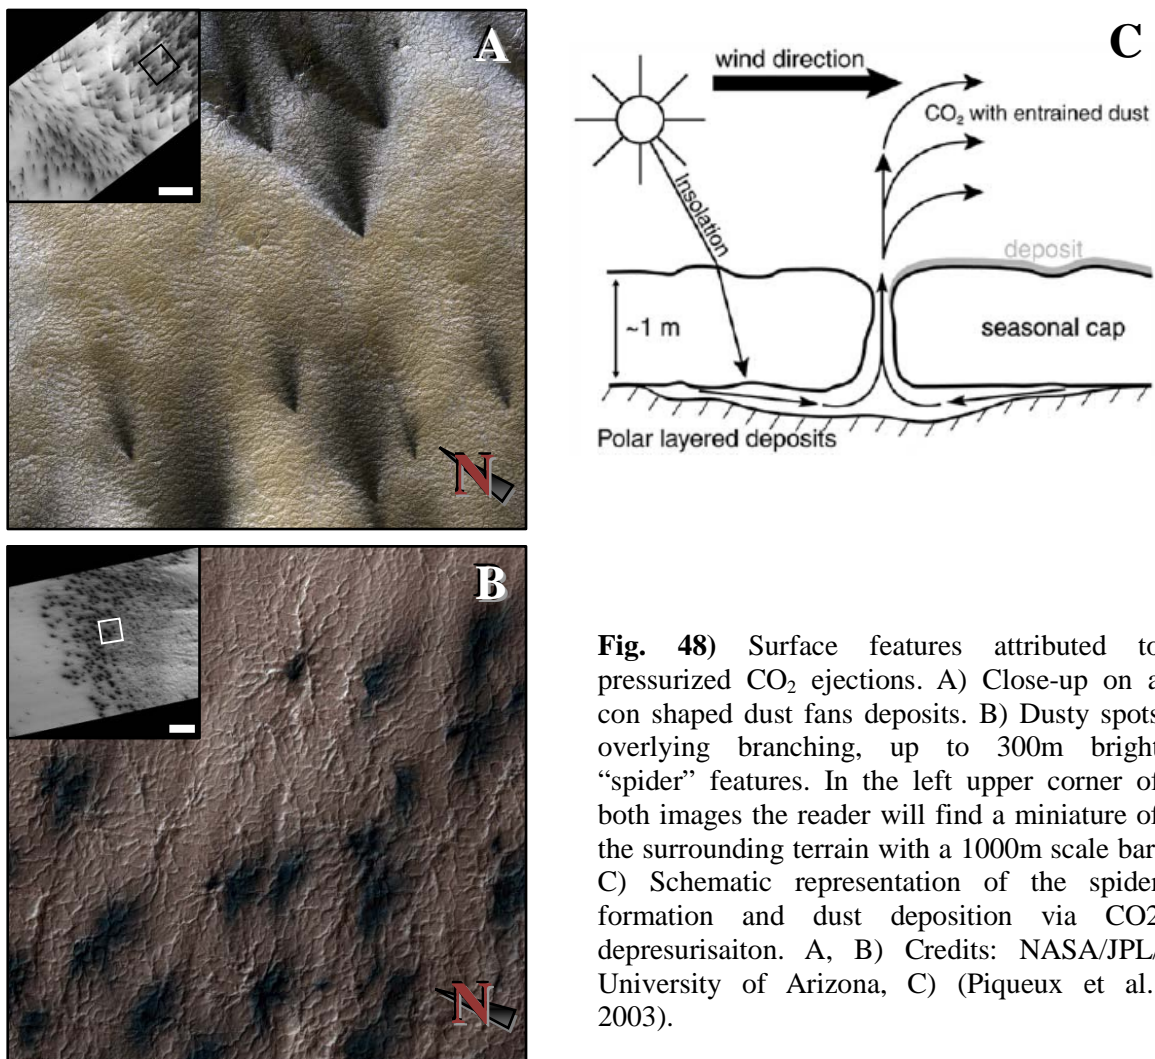 A
N
B
N
C
wind direction
CO₂ with entrained dust
Insolation
deposit
~1 m
seasonal cap
Polar layered deposits
Fig. 48) Surface features attributed to
pressurized CO₂ ejections. A) Close-up on a
con shaped dust fans deposits. B) Dusty spots
overlying branching, up to 300m bright
“spider” features. In the left upper corner of
both images the reader will find a miniature of
the surrounding terrain with a 1000m scale bar
C) Schematic representation of the spider
formation and dust deposition via CO2
depresurisaiton. A, B) Credits: NASA/JPL/
University of Arizona, C) (Piqueux et al.
2003).